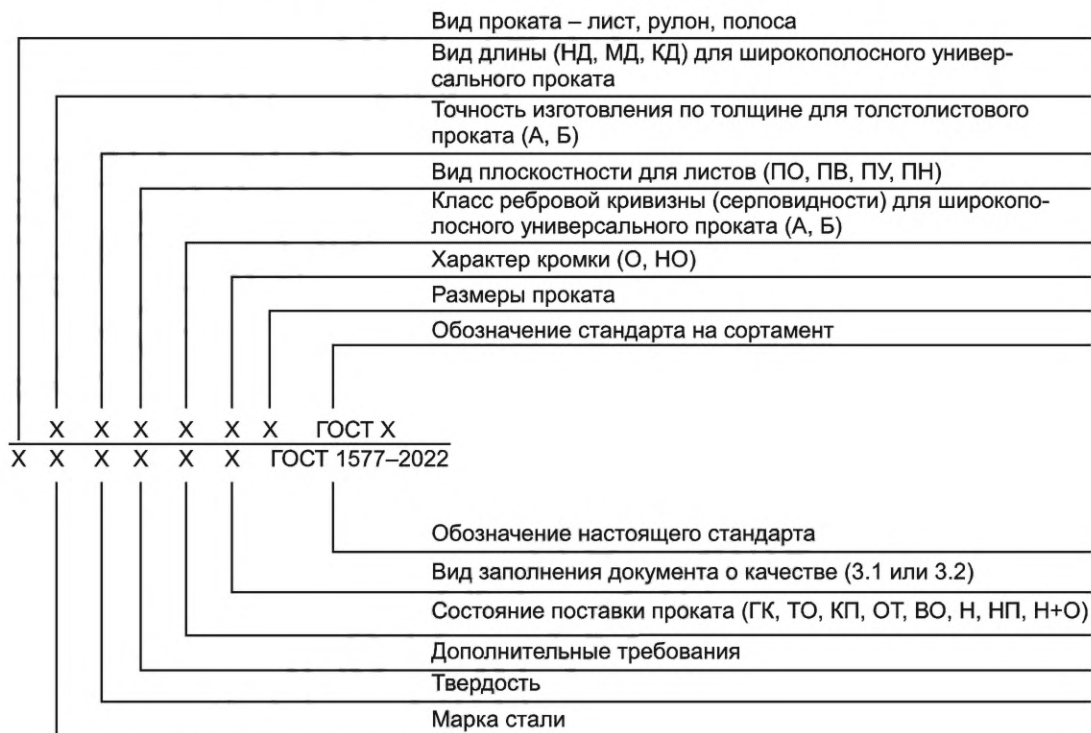 Вид проката – лист, рулон, полоса
Вид длины (НД, МД, КД) для широкополосного универ-
сального проката
Точность изготовления по толщине для толстолистового
проката (А, Б)
Вид плоскостности для листов (ПО, ПВ, ПУ, ПН)
Класс ребровой кривизны (серповидности) для широкопо-
лосного универсального проката (А, Б)
Характер кромки (О, НО)
Размеры проката
Обозначение стандарта на сортамент
Х Х Х Х Х Х ГОСТ Х
Х Х Х Х Х Х ГОСТ 1577–2022
Обозначение настоящего стандарта
Вид заполнения документа о качестве (3.1 или 3.2)
Состояние поставки проката (ГК, ТО, КП, ОТ, ВО, Н, НП, Н+О)
Дополнительные требования
Твердость
Марка стали